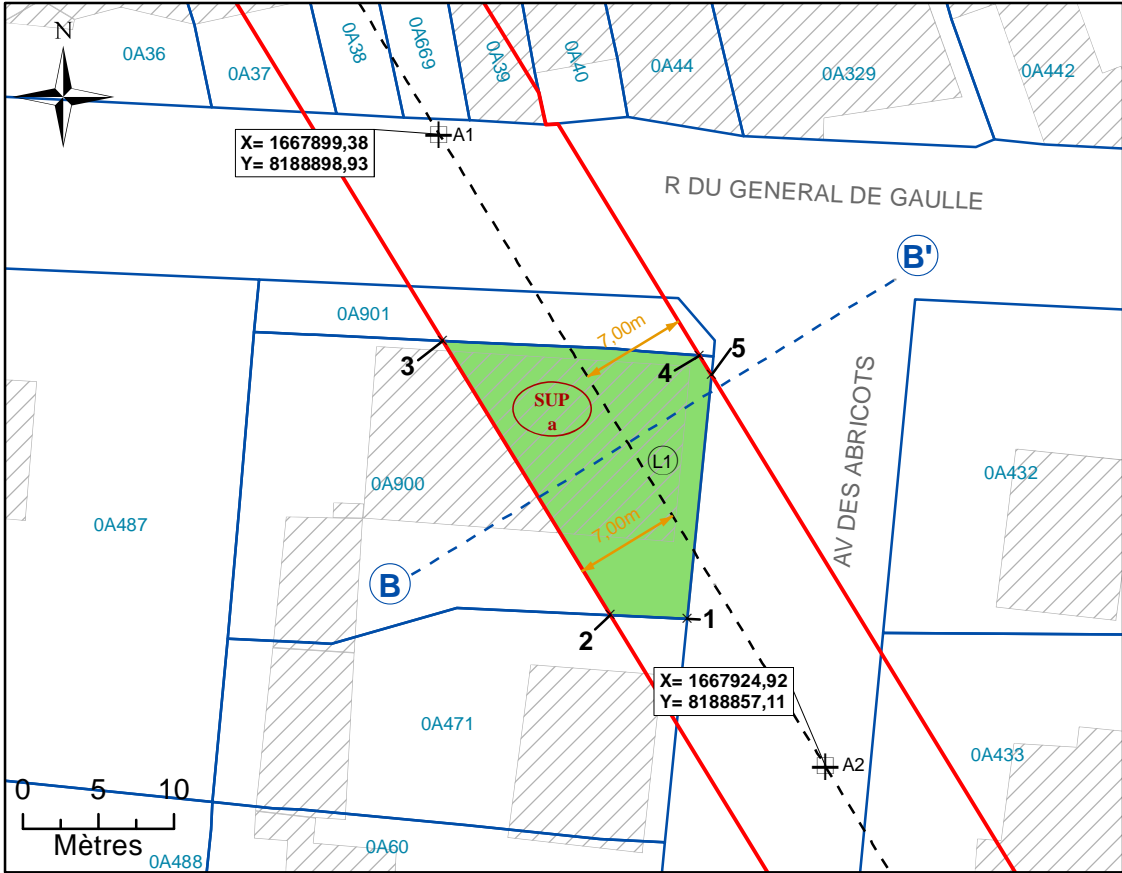 N
0A36
0A37
0A38
0A669
0A39
0A40
0A44
0A329
0A442
X= 1667899,38
Y= 8188898,93
A1
R DU GENERAL DE GAULLE
B'
0A901
7,00m
3
4
5
SUP
a
L1
AV DES ABRICOTS
0A900
0A432
0A487
7,00m
B
2
1
X= 1667924,92
Y= 8188857,11
0A471
A2
0A433
0 5 10
Mètres
0A488
0A60